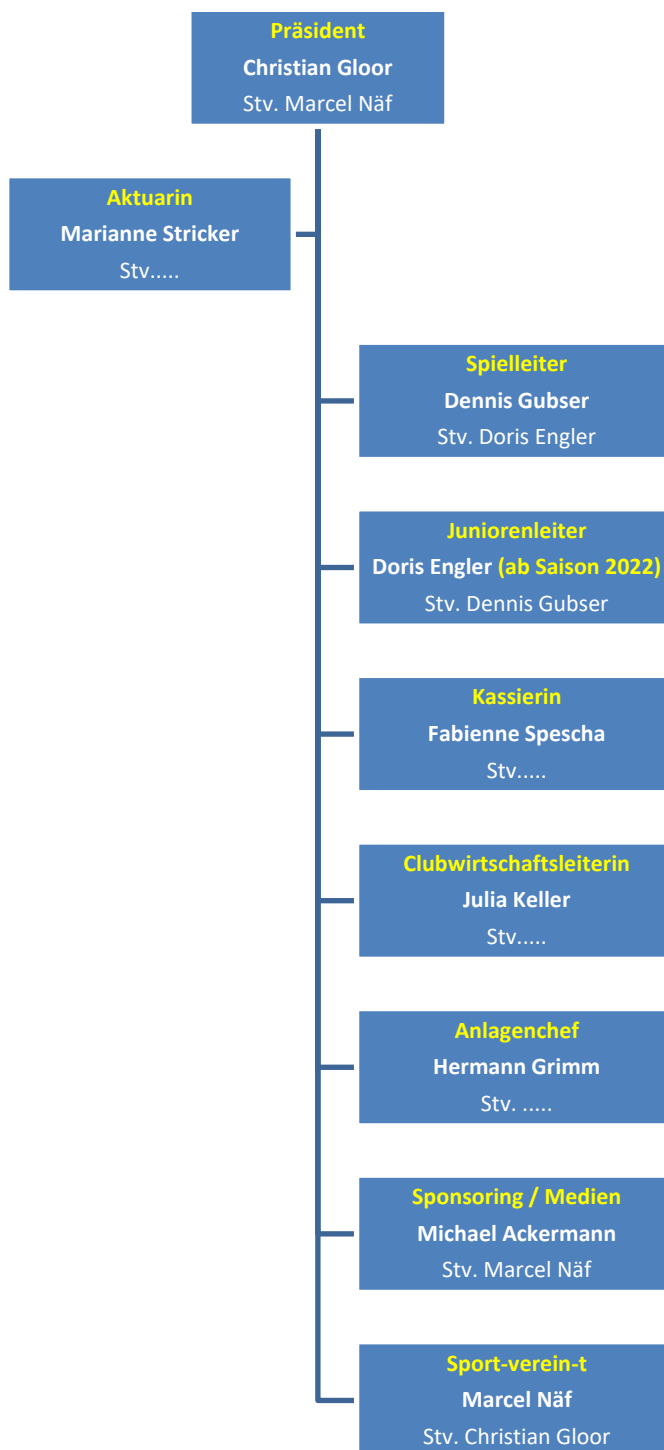 Präsident
Christian Gloor
Stv. Marcel Näf
Aktuarin
Marianne Stricker
Stv.....
Spielleiter
Dennis Gubser
Stv. Doris Engler
Juniorenleiter
Doris Engler (ab Saison 2022)
Stv. Dennis Gubser
Kassierin
Fabienne Spescha
Stv.....
Clubwirtschaftsleiterin
Julia Keller
Stv.....
Anlagenchef
Hermann Grimm
Stv. .....
Sponsoring / Medien
Michael Ackermann
Stv. Marcel Näf
Sport-verein-t
Marcel Näf
Stv. Christian Gloor